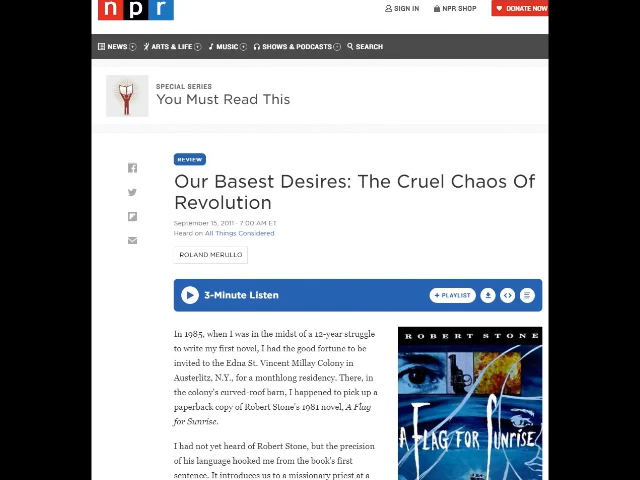 npr
SIGN IN
NPR SHOP
DONATE NOW
NEWS
ARTS & LIFE
MUSIC
SHOWS & PODCASTS
SEARCH
SPECIAL SERIES
You Must Read This
REVIEW
Our Basest Desires: The Cruel Chaos Of
Revolution
September 15, 2011 · 7:00 AM ET
Heard on All Things Considered
ROLAND MERULLO
3-Minute Listen
+ PLAYLIST
In 1985, when I was in the midst of a 12-year struggle
to write my first novel, I had the good fortune to be
invited to the Edna St. Vincent Millay Colony in
Austerlitz, N.Y., for a monthlong residency. There, in
the colony's curved-roof barn, I happened to pick up a
paperback copy of Robert Stone's 1981 novel, A Flag
for Sunrise.
I had not yet heard of Robert Stone, but the precision
of his language hooked me from the book's first
sentence. It introduces us to a missionary priest at a
ROBERT STONE
A FLAG FOR SUNRISE